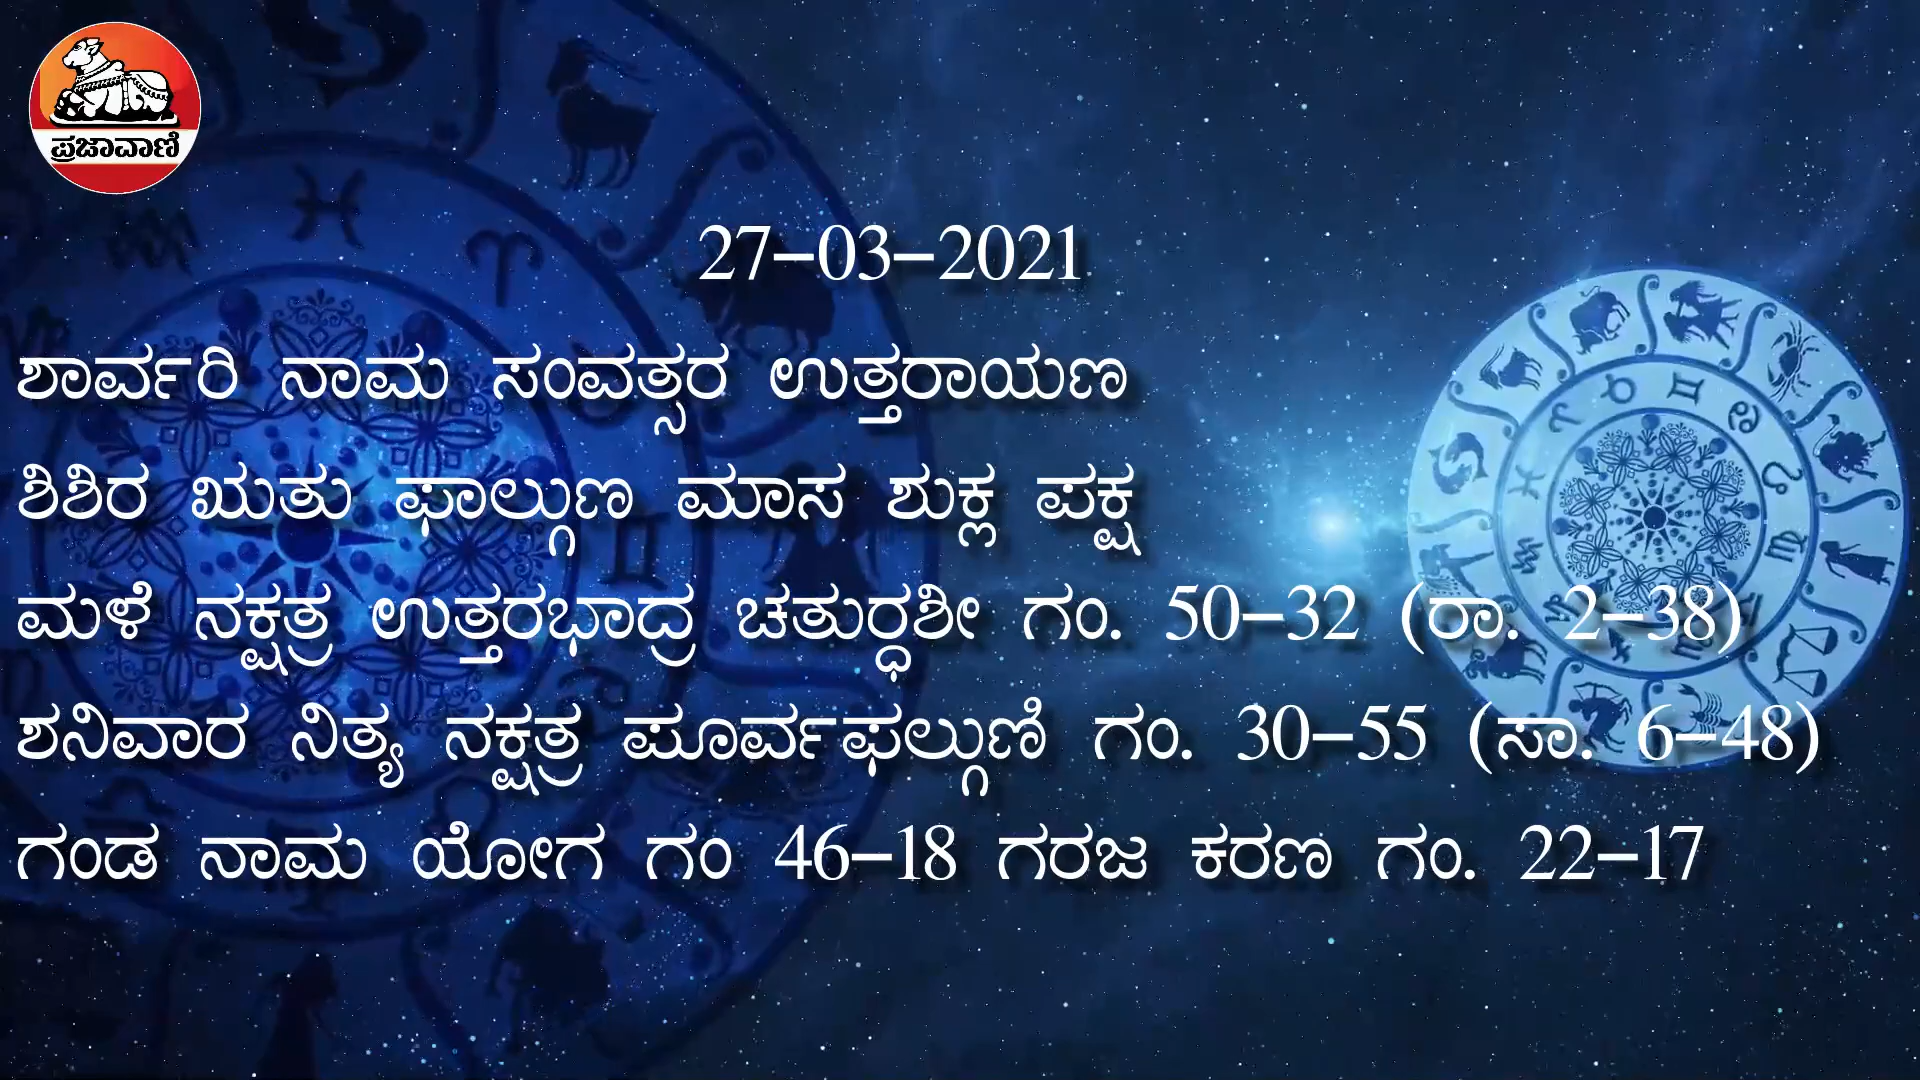 ಪ್ರಜಾವಾಣಿ
27-03-2021
ಶಾರ್ವರಿ ನಾಮ ಸಂವತ್ಸರ ಉತ್ತರಾಯಣ
ಶಿಶಿರ ಋತು ಫಾಲ್ಗುಣ ಮಾಸ ಶುಕ್ಲ ಪಕ್ಷ
ಮಳೆ ನಕ್ಷತ್ರ ಉತ್ತರಭಾದ್ರ ಚತುರ‍್ಧಶೀ ಗಂ. 50-32 (ರಾ. 2-38)
ಶನಿವಾರ ನಿತ್ಯ ನಕ್ಷತ್ರ ಪೂರ್ವಫಲ್ಗುಣಿ ಗಂ. 30-55 (ಸಾ. 6-48)
ಗಂಡ ನಾಮ ಯೋಗ ಗಂ 46-18 ಗರಜ ಕರಣ ಗಂ. 22-17